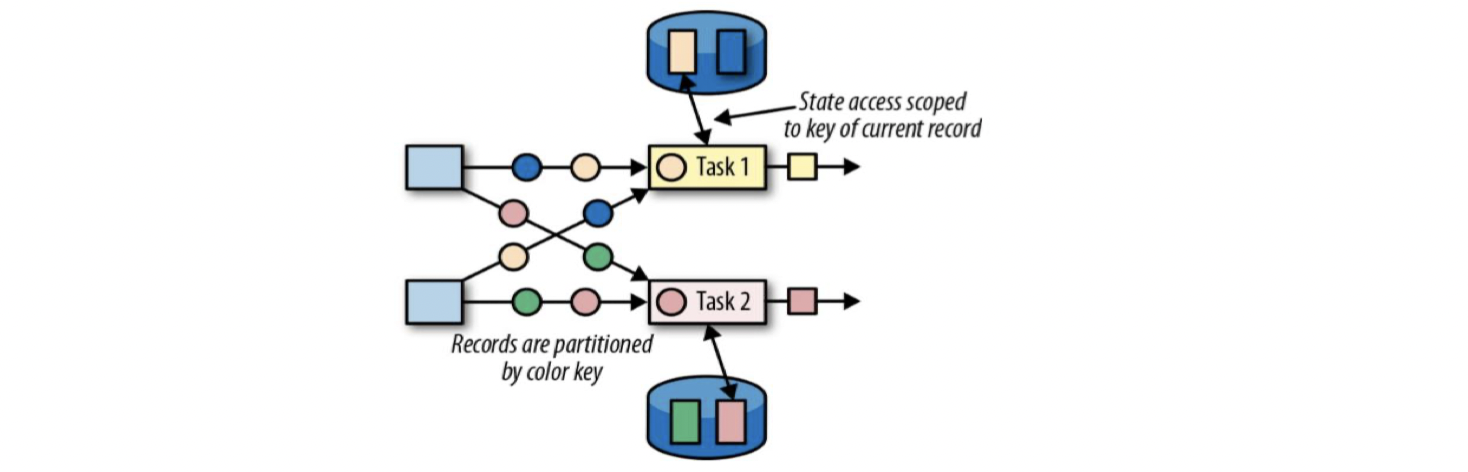 State access scoped
to key of current record
Task 1
Task 2
Records are partitioned
by color key